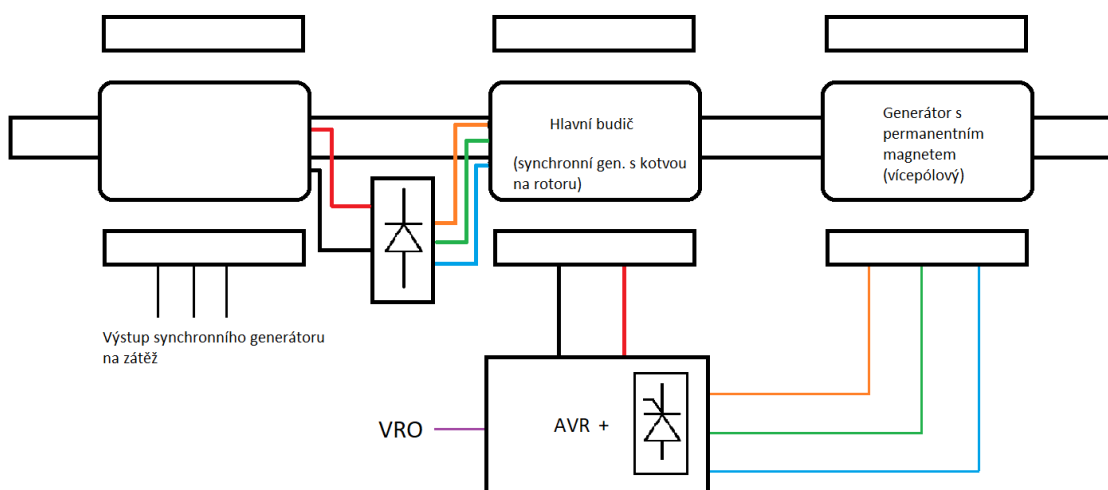 Hlavní budič
(synchronní gen. s kotvou
na rotoru)
Generátor s
permanentním
magnetem
(vícepólový)
Výstup synchronního generátoru
na zátěž
VRO
AVR +